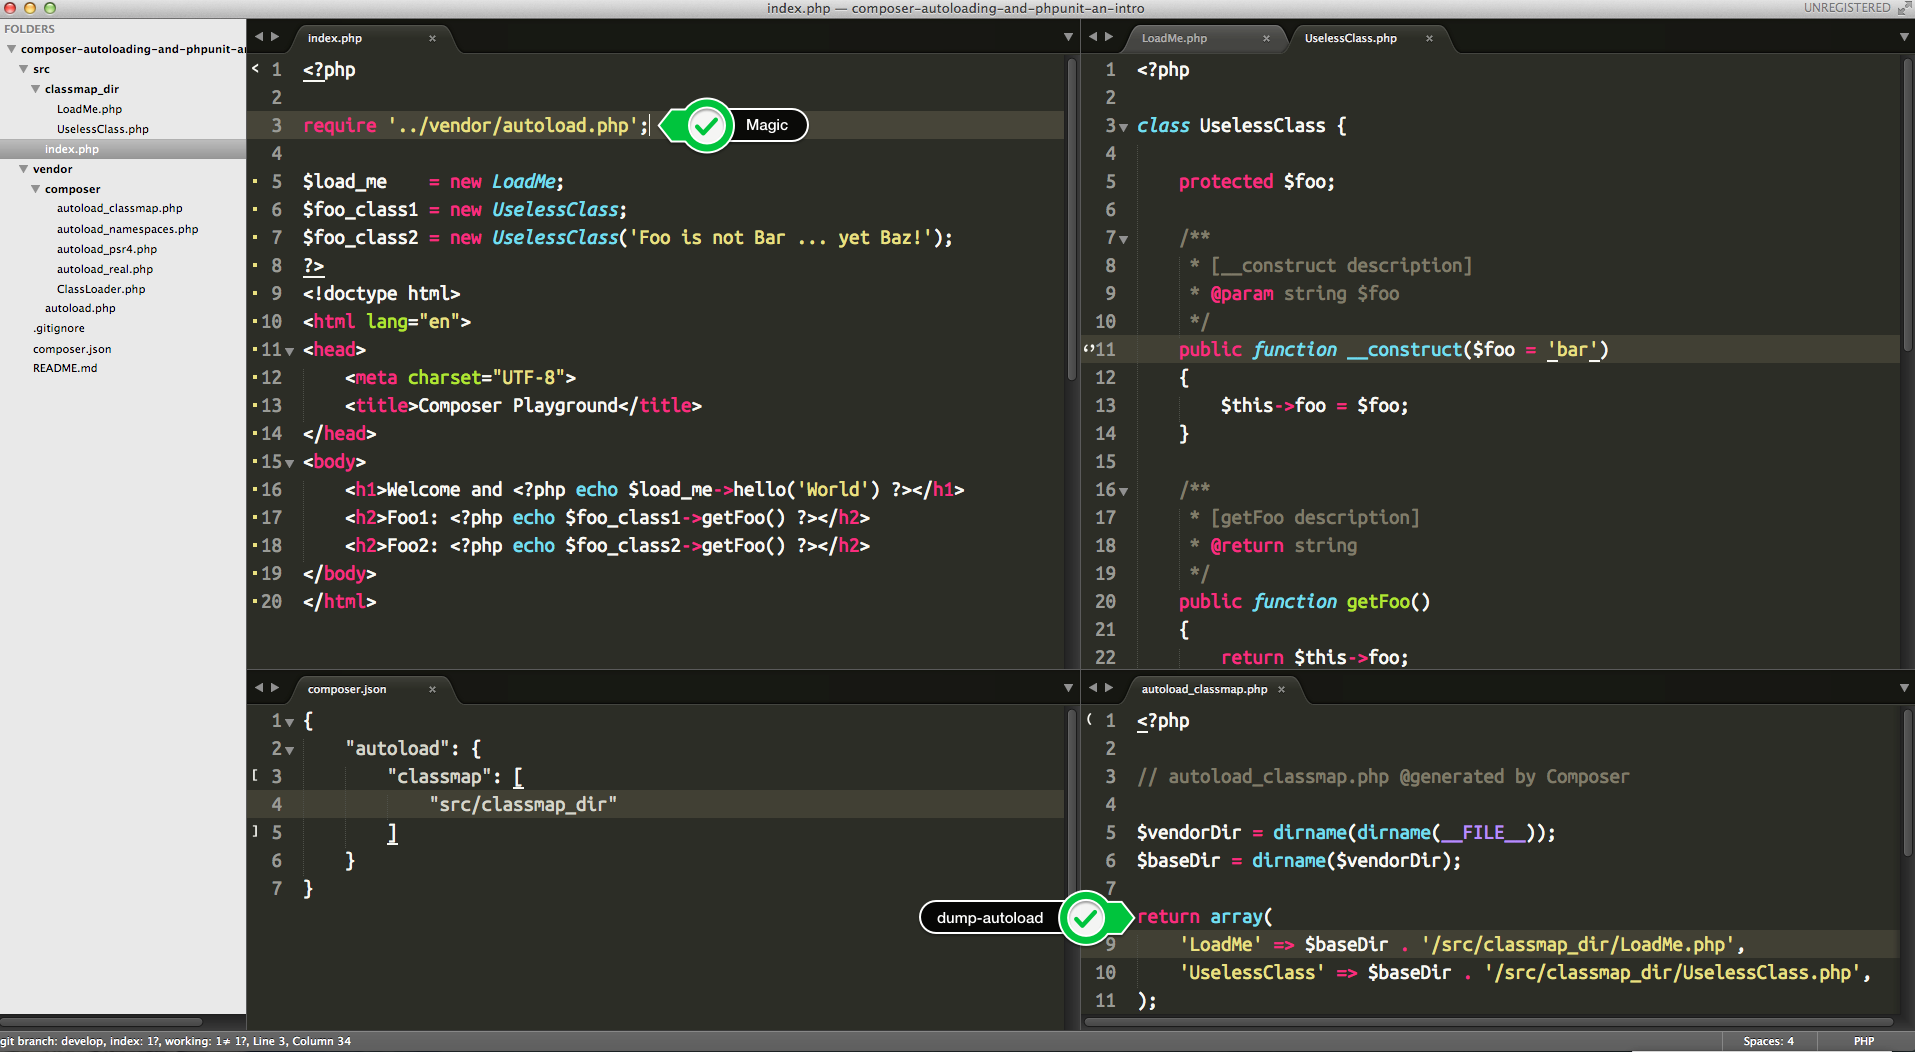 index.php — composer-autoloading-and-phpunit-an-intro
UNREGISTERED
FOLDERS
composer-autoloading-and-phpunit-an
src
classmap_dir
LoadMe.php
UselessClass.php
index.php
vendor
composer
autoload_classmap.php
autoload_namespaces.php
autoload_psr4.php
autoload_real.php
ClassLoader.php
autoload.php
.gitignore
composer.json
README.md
index.php
1 <?php
2
3 require '../vendor/autoload.php';
Magic
4
5 $load_me    = new LoadMe;
6 $foo_class1 = new UselessClass;
7 $foo_class2 = new UselessClass('Foo is not Bar ... yet Baz!');
8 ?>
9 <!doctype html>
10 <html lang="en">
11 <head>
12     <meta charset="UTF-8">
13     <title>Composer Playground</title>
14 </head>
15 <body>
16     <h1>Welcome and <?php echo $load_me->hello('World') ?></h1>
17     <h2>Foo1: <?php echo $foo_class1->getFoo() ?></h2>
18     <h2>Foo2: <?php echo $foo_class2->getFoo() ?></h2>
19 </body>
20 </html>
LoadMe.php UselessClass.php
1 <?php
2
3 class UselessClass {
4
5     protected $foo;
6
7     /**
8      * [__construct description]
9      * @param string $foo
10      */
11     public function __construct($foo = 'bar')
12     {
13         $this->foo = $foo;
14     }
15
16     /**
17      * [getFoo description]
18      * @return string
19      */
20     public function getFoo()
21     {
22         return $this->foo;
composer.json
1 {
2     "autoload": {
3         "classmap": [
4             "src/classmap_dir"
5         ]
6     }
7 }
autoload_classmap.php
1 <?php
2
3 // autoload_classmap.php @generated by Composer
4
5 $vendorDir = dirname(dirname(__FILE__));
6 $baseDir = dirname($vendorDir);
7
dump-autoload
return array(
9     'LoadMe' => $baseDir . '/src/classmap_dir/LoadMe.php',
10     'UselessClass' => $baseDir . '/src/classmap_dir/UselessClass.php',
11 );
git branch: develop, index: 1?, working: 1≠ 1?, Line 3, Column 34
Spaces: 4
PHP